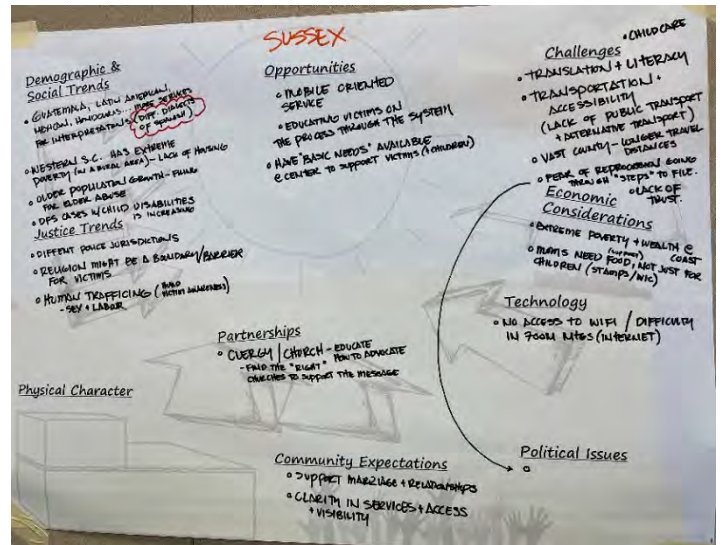 SUSSEX
Demographic &
Social Trends
• GUATEMALA, LATIN AMERICAN,
HATIAN, HONDURAS... MORE SERVICES
FOR INTERPRETATIONS (DIFF. DIALECTS
OF SPANISH)
• WESTERN S.C. HAS EXTREME
POVERTY (IN A RURAL AREA) - LACK OF HOUSING
• OLDER POPULATION GROWTH - FILING
FOR ELDER ABUSE
• DFS CASES W/CHILD DISABILITIES
IS INCREASING
Justice Trends
• DIFFERENT POLICE JURISDICTIONS
• RELIGION MIGHT BE A BOUNDARY/BARRIER
FOR VICTIMS
• HUMAN TRAFFICING (BUILD
VICTIM AWARENESS)
- SEX + LABOR
Physical Character
Opportunities
• MOBILE ORIENTED
SERVICE
• EDUCATING VICTIMS ON
THE PROCESS THROUGH THE SYSTEM
• HAVE "BASIC NEEDS" AVAILABLE
@ CENTER TO SUPPORT VICTIMS (+ CHILDREN)
Partnerships
• CLERGY / CHURCH - EDUCATE
- FIND THE "RIGHT" HOW TO ADVOCATE
CHURCHES TO SUPPORT THE MESSAGE
Community Expectations
• SUPPORT MARRIAGE + RELATIONSHIPS
• CLARITY IN SERVICES + ACCESS
+ VISIBILITY
Challenges
• CHILDCARE
• TRANSLATION + LITERACY
• TRANSPORTATION +
ACCESSIBILITY
(LACK OF PUBLIC TRANSPORT
+ ALTERNATIVE TRANSPORT)
• VAST COUNTY - LONGER TRAVEL
DISTANCES
• FEAR OF REPROCUSSION GOING
THROUGH "STEPS" TO FILE.
• LACK OF
TRUST.
Economic
Considerations
• EXTREME POVERTY + WEALTH @
COAST
• MOMS NEED FOOD, NOT JUST FOR
(SUPPORT)
CHILDREN (STAMPS/WIC)
Technology
• NO ACCESS TO WIFI / DIFFICULTY
IN ZOOM MTGS (INTERNET)
Political Issues